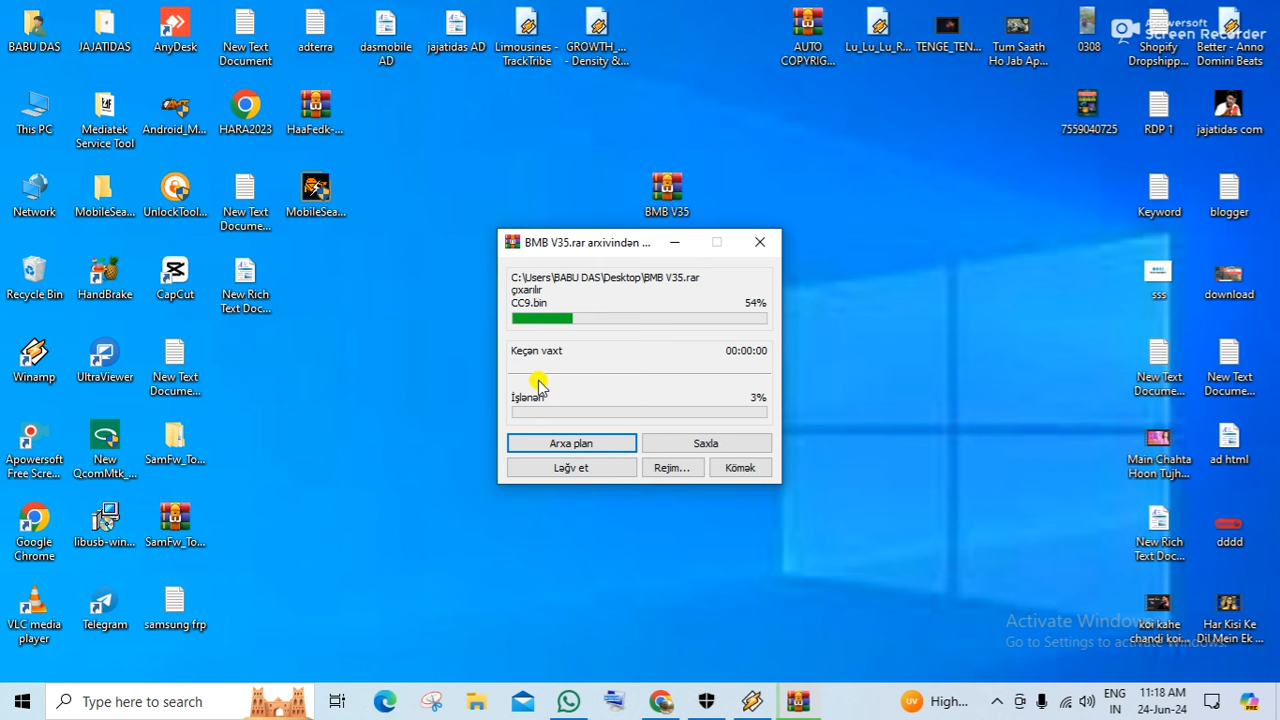 BABU DAS
JAJATIDAS
AnyDesk
New Text
Document
adterra
dasmobile
AD
jajatidas AD
Limousines -
TrackTribe
GROWTH_...
- Density &...
AUTO
COPYRIG...
Lu_Lu_Lu_R...
TENGE_TEN...
Tum Saath
Ho Jab Ap...
0308
Shopify
Dropshipp...
Better - Anno
Domini Beats
Apowersoft
Screen Recorder
This PC
Mediatek
Service Tool
Android_M...
HARA2023
HaaFedk-...
7559040725
RDP 1
jajatidas com
Network
MobileSea...
UnlockTool...
New Text
Docume...
MobileSea...
BMB V35
Keyword
blogger
BMB V35.rar arxivindən ...
C:\Users\BABU DAS\Desktop\BMB V35.rar
çıxarılır
CC9.bin 54%
Keçən vaxt 00:00:00
İşlənən 3%
Arxa plan Saxla
Ləğv et Rejim... Kömək
Recycle Bin
HandBrake
CapCut
New Rich
Text Doc...
sss
download
Winamp
UltraViewer
New Text
Docume...
New Text
Docume...
New Text
Docume...
Apowersoft
Free Scre...
New
QcomMtk_...
SamFw_To...
Main Chahta
Hoon Tujh...
ad html
Google
Chrome
libusb-win...
SamFw_To...
New Rich
Text Doc...
dddd
VLC media
player
Telegram
samsung frp
koi kahe
chandi koi...
Har Kisi Ke
Dil Mein Ek ...
Activate Windows
Go to Settings to activate Windows.
Type here to search
UV
High...
ENG
IN
11:18 AM
24-Jun-24
PRE